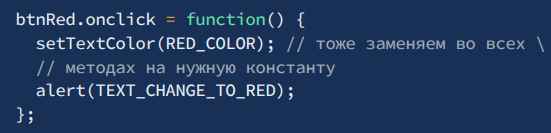 btnRed.onclick = function() {
setTextColor(RED_COLOR); // тоже заменяем во всех \
// методах на нужную константу
alert(TEXT_CHANGE_TO_RED);
};